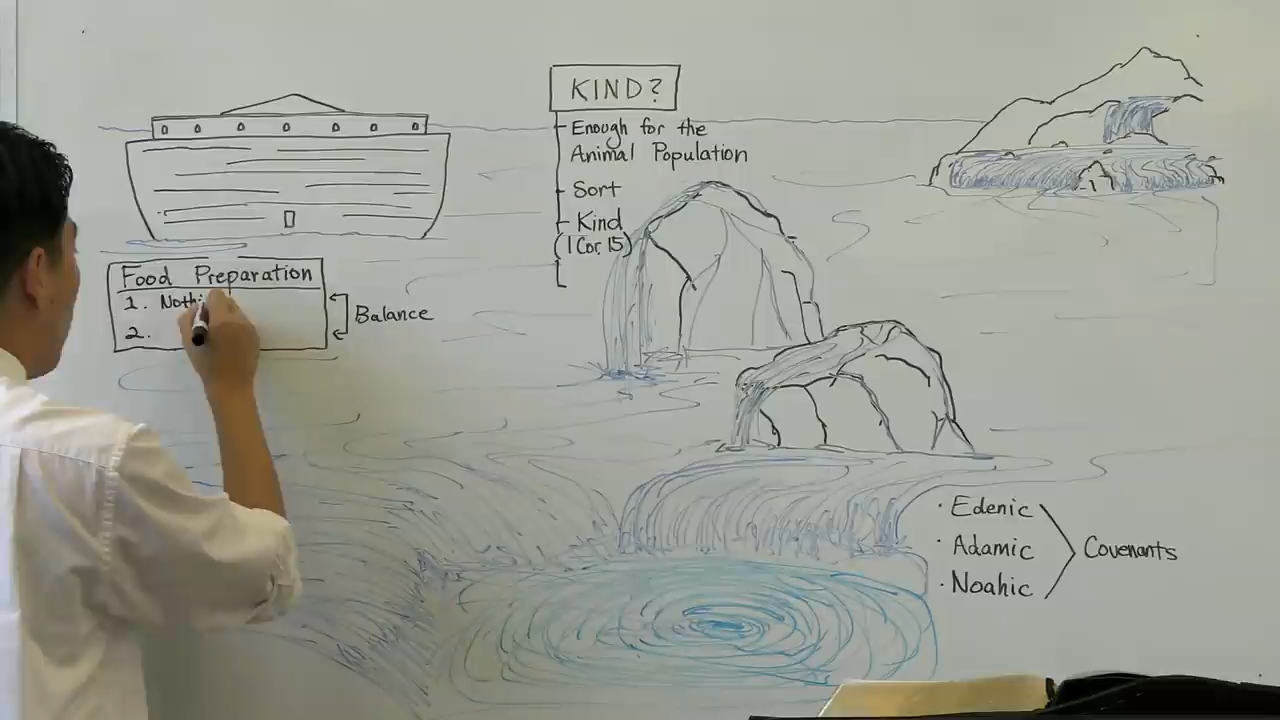 KIND?
- Enough for the
Animal Population
- Sort
- Kind
(1 Cor. 15)
Food Preparation
1.
2.
Balance
· Edenic
· Adamic
· Noahic
Covenants